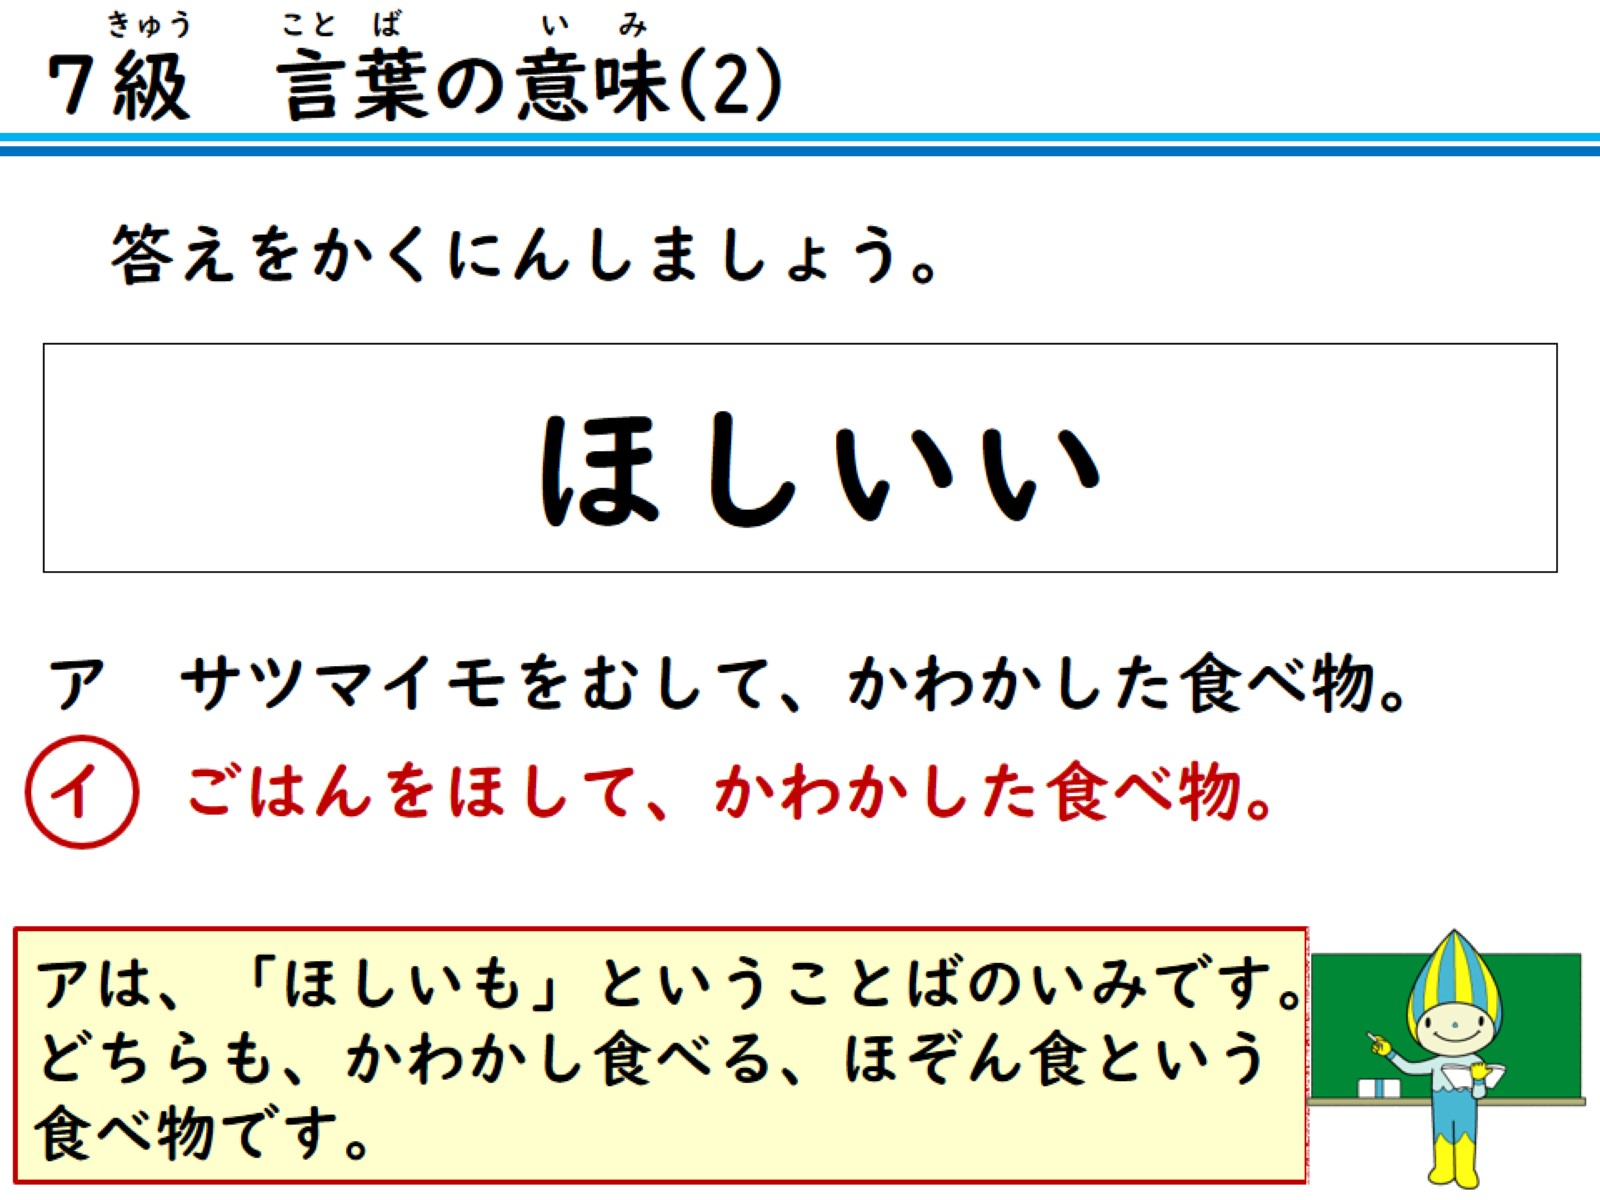 きゅう　ことば　いみ
７級　言葉の意味(2)
答えをかくにんしましょう。
ほしいい
ア　サツマイモをむして、かわかした食べ物。
イ　ごはんをほして、かわかした食べ物。
アは、「ほしいも」ということばのいみです。
どちらも、かわかし食べる、ほぞん食という
食べ物です。